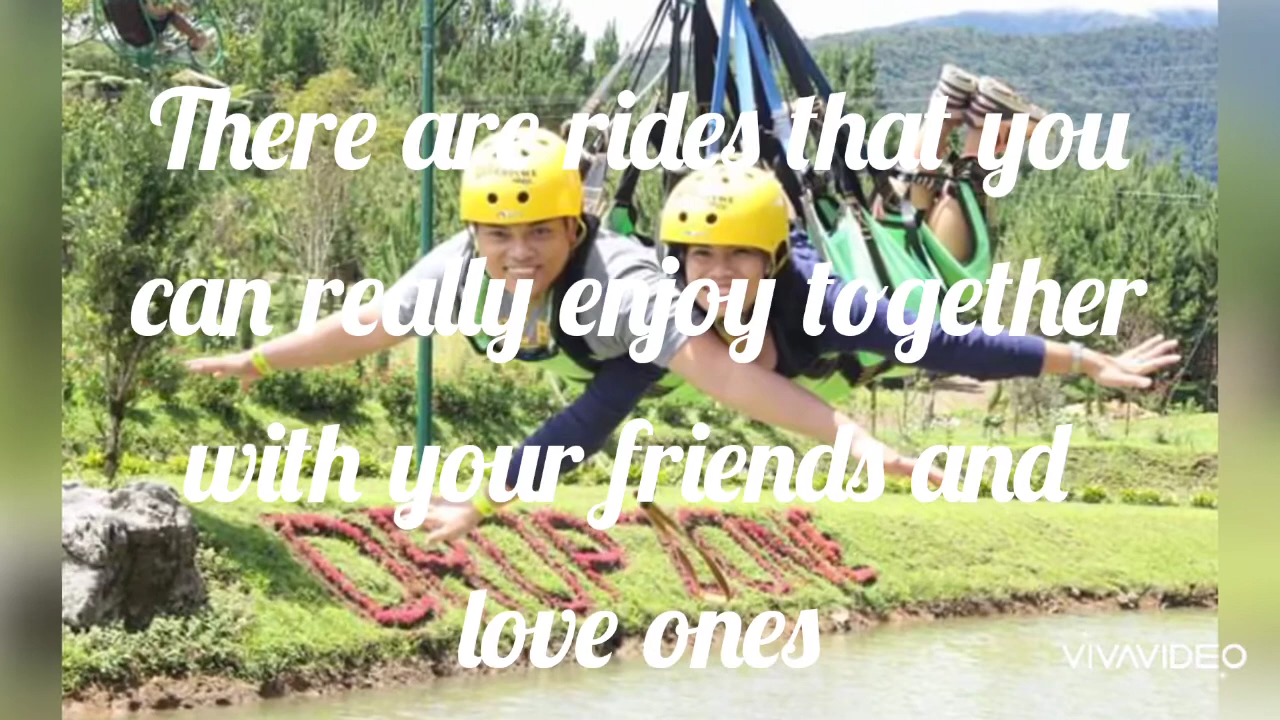 There are rides that you
can really enjoy together
with your friends and
love ones
VIVAVIDEO